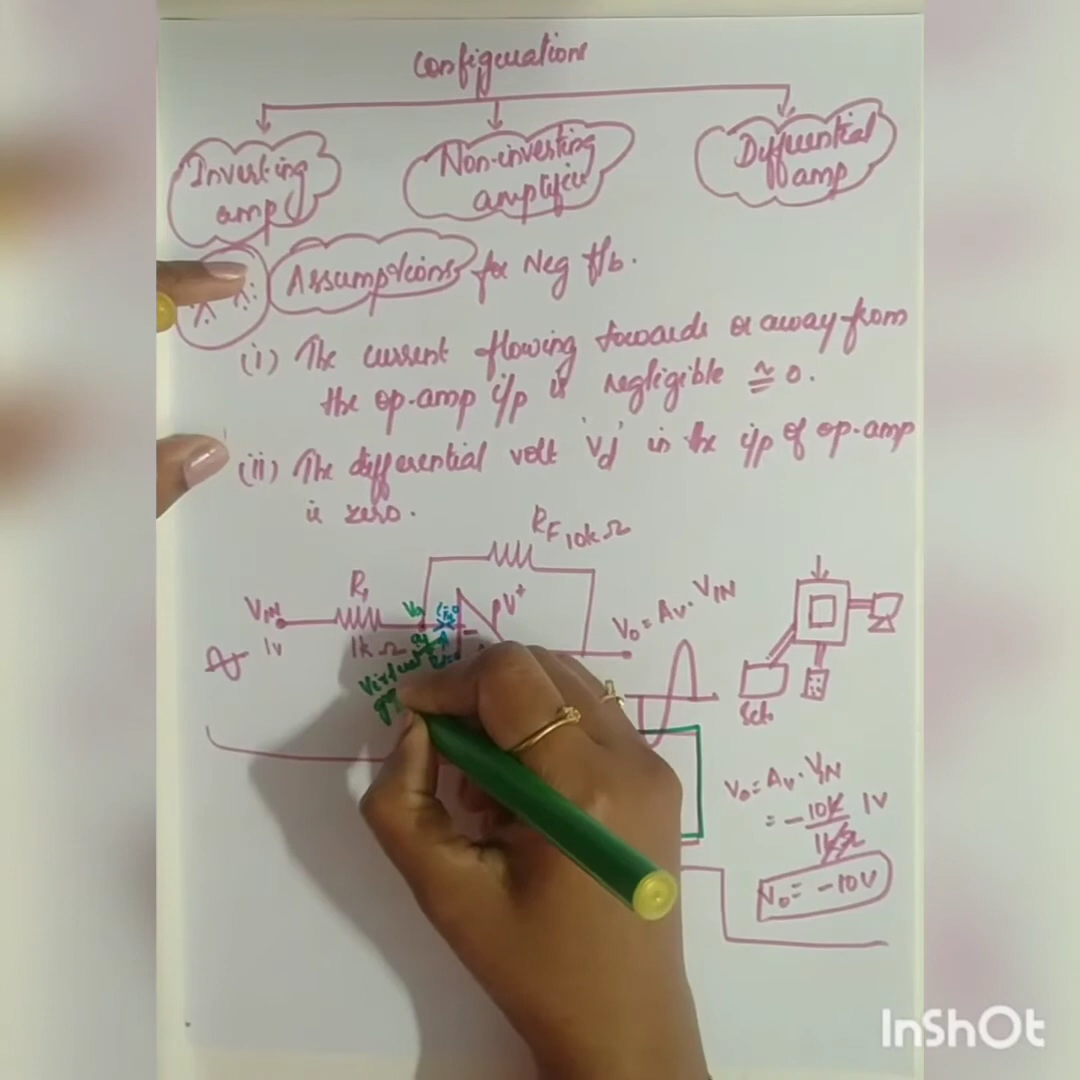 Configurations
Inverting amp
Non-inverting amplifier
Differential amp
Assumptions for Neg f/b.
(i) The current flowing towards or away from
the op-amp i/p is negligible ≅ 0.
(ii) The differential volt 'Vd' in the i/p of op-amp
is zero.
RF 10kΩ
R1
VIN
1V
1kΩ
V+
Vo = Av . VIN
Virtual
Vo = Av . VIN
= -10k/1kΩ 1V
Vo = -10V
InShOt